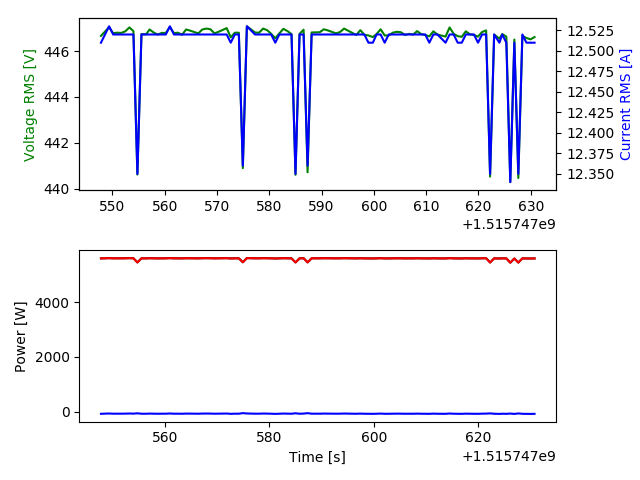 Voltage RMS [V]
446
444
442
440
12.525
12.500
12.475
12.450
12.425
12.400
12.375
12.350
Current RMS [A]
550 560 570 580 590 600 610 620 630
+1.515747e9
Power [W]
4000
2000
0
560 580 600 620
Time [s] +1.515747e9